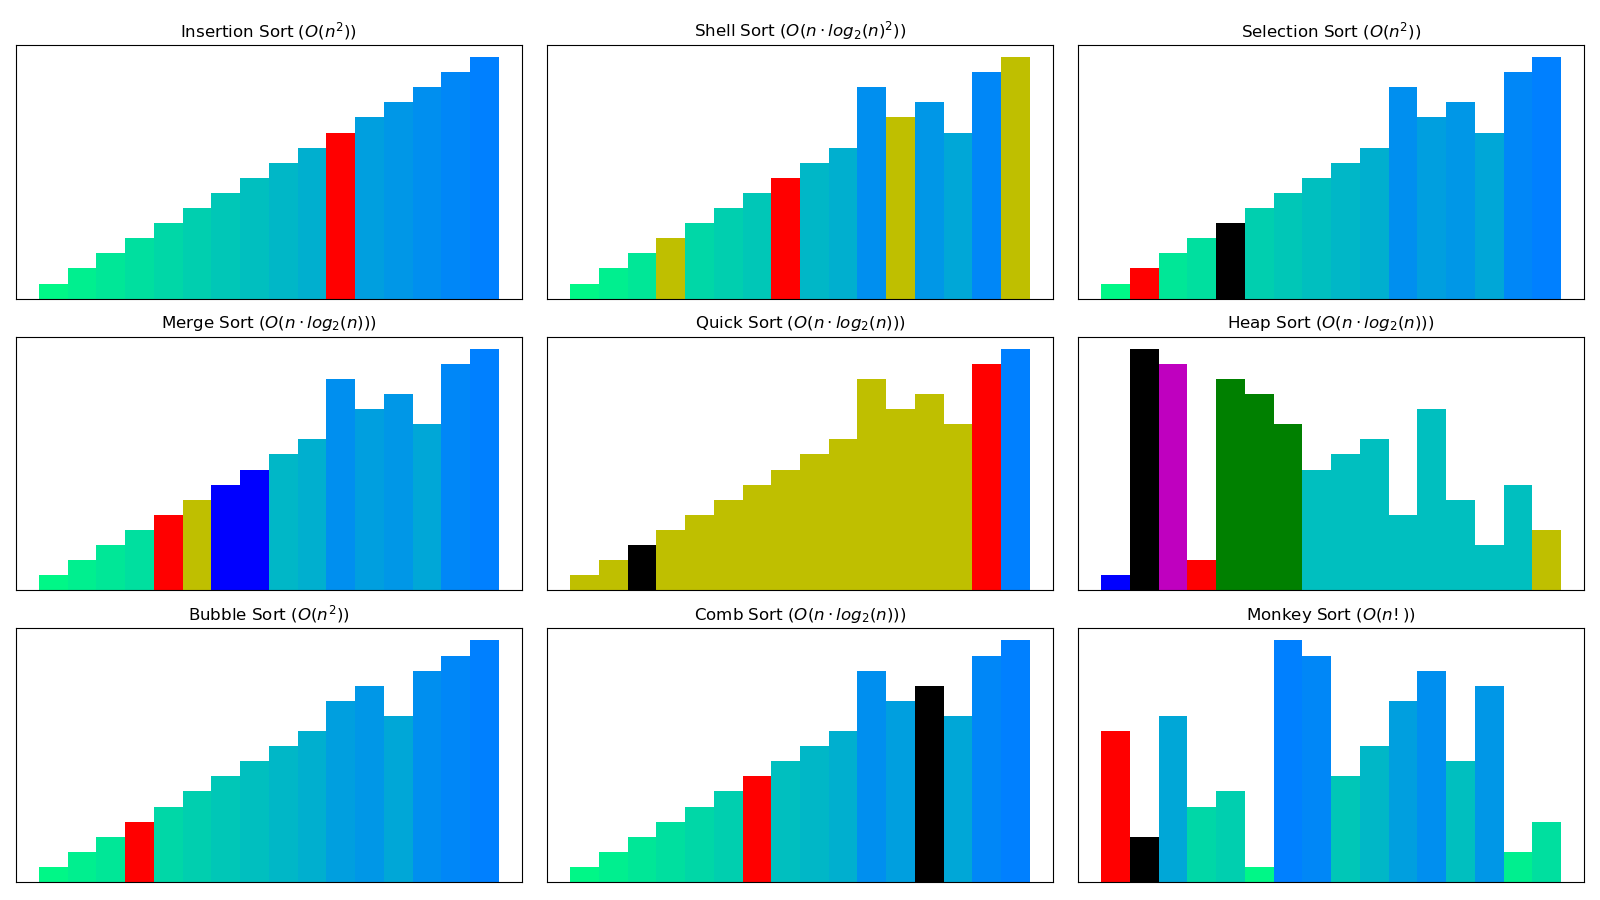 Insertion Sort (O(n²))
Shell Sort (O(n · log₂(n)²))
Selection Sort (O(n²))
Merge Sort (O(n · log₂(n)))
Quick Sort (O(n · log₂(n)))
Heap Sort (O(n · log₂(n)))
Bubble Sort (O(n²))
Comb Sort (O(n · log₂(n)))
Monkey Sort (O(n!))